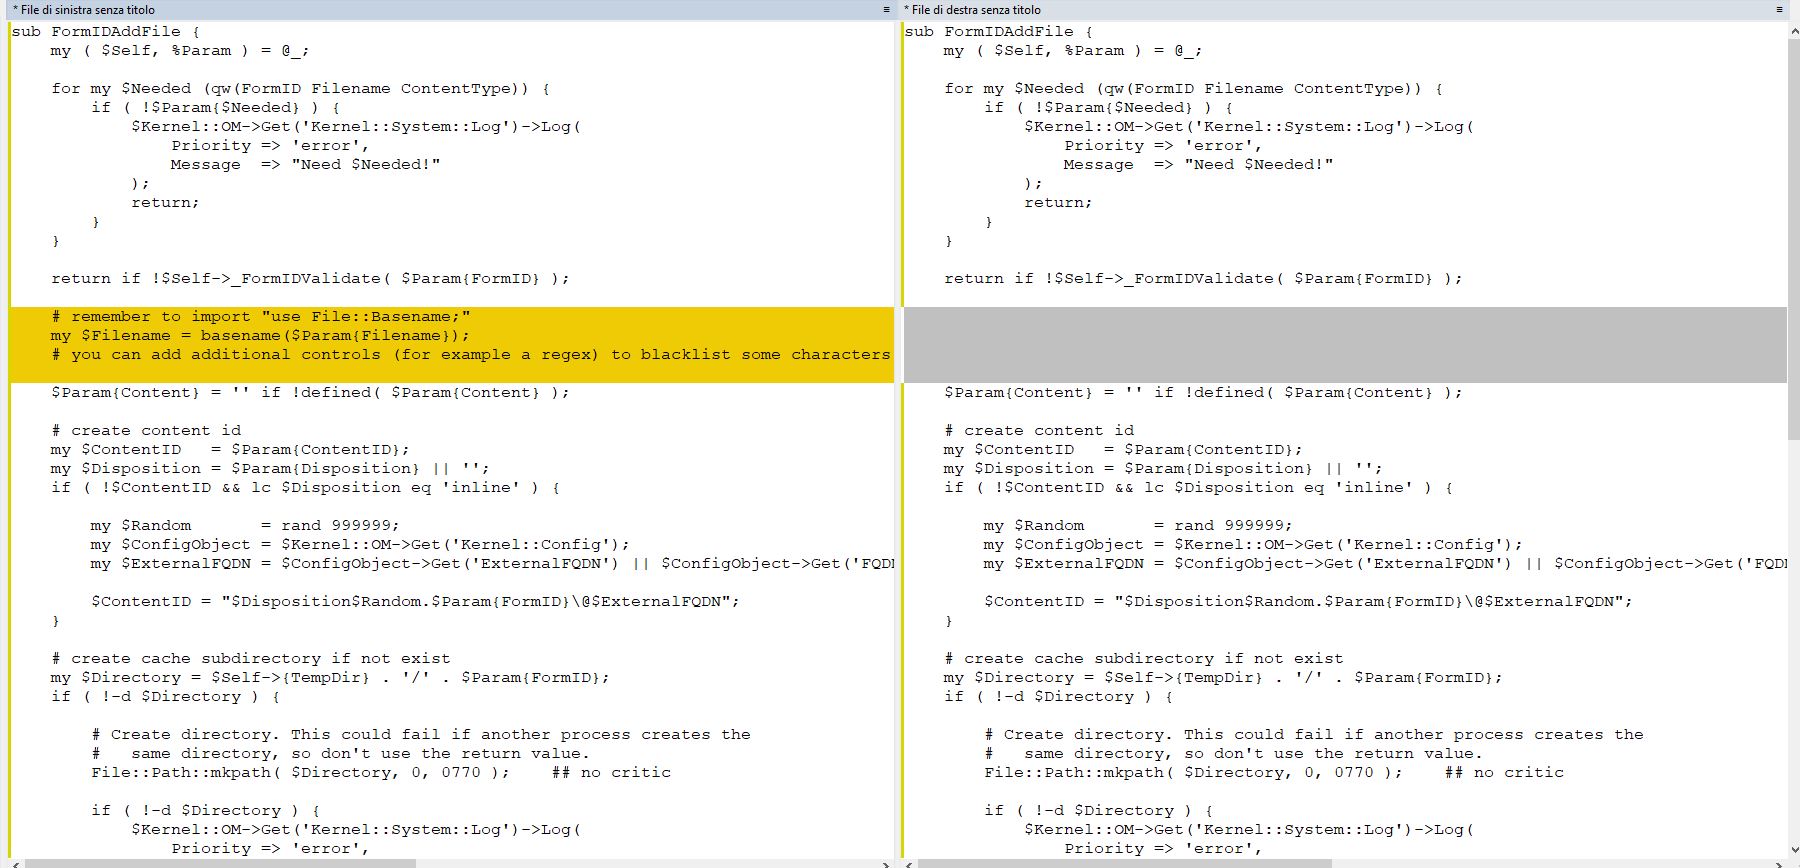 * File di sinistra senza titolo
sub FormIDAddFile {
    my ( $Self, %Param ) = @_;

    for my $Needed (qw(FormID Filename ContentType)) {
        if ( !$Param{$Needed} ) {
            $Kernel::OM->Get('Kernel::System::Log')->Log(
                Priority => 'error',
                Message  => "Need $Needed!"
            );
            return;
        }
    }

    return if !$Self->_FormIDValidate( $Param{FormID} );

    # remember to import "use File::Basename;"
    my $Filename = basename($Param{Filename});
    # you can add additional controls (for example a regex) to blacklist some characters

    $Param{Content} = '' if !defined( $Param{Content} );

    # create content id
    my $ContentID   = $Param{ContentID};
    my $Disposition = $Param{Disposition} || '';
    if ( !$ContentID && lc $Disposition eq 'inline' ) {

        my $Random       = rand 999999;
        my $ConfigObject = $Kernel::OM->Get('Kernel::Config');
        my $ExternalFQDN = $ConfigObject->Get('ExternalFQDN') || $ConfigObject->Get('FQDN

        $ContentID = "$Disposition$Random.$Param{FormID}\@$ExternalFQDN";
    }

    # create cache subdirectory if not exist
    my $Directory = $Self->{TempDir} . '/' . $Param{FormID};
    if ( !-d $Directory ) {

        # Create directory. This could fail if another process creates the
        #   same directory, so don't use the return value.
        File::Path::mkpath( $Directory, 0, 0770 );    ## no critic

        if ( !-d $Directory ) {
            $Kernel::OM->Get('Kernel::System::Log')->Log(
                Priority => 'error',
* File di destra senza titolo
sub FormIDAddFile {
    my ( $Self, %Param ) = @_;

    for my $Needed (qw(FormID Filename ContentType)) {
        if ( !$Param{$Needed} ) {
            $Kernel::OM->Get('Kernel::System::Log')->Log(
                Priority => 'error',
                Message  => "Need $Needed!"
            );
            return;
        }
    }

    return if !$Self->_FormIDValidate( $Param{FormID} );

    $Param{Content} = '' if !defined( $Param{Content} );

    # create content id
    my $ContentID   = $Param{ContentID};
    my $Disposition = $Param{Disposition} || '';
    if ( !$ContentID && lc $Disposition eq 'inline' ) {

        my $Random       = rand 999999;
        my $ConfigObject = $Kernel::OM->Get('Kernel::Config');
        my $ExternalFQDN = $ConfigObject->Get('ExternalFQDN') || $ConfigObject->Get('FQD

        $ContentID = "$Disposition$Random.$Param{FormID}\@$ExternalFQDN";
    }

    # create cache subdirectory if not exist
    my $Directory = $Self->{TempDir} . '/' . $Param{FormID};
    if ( !-d $Directory ) {

        # Create directory. This could fail if another process creates the
        #   same directory, so don't use the return value.
        File::Path::mkpath( $Directory, 0, 0770 );    ## no critic

        if ( !-d $Directory ) {
            $Kernel::OM->Get('Kernel::System::Log')->Log(
                Priority => 'error',